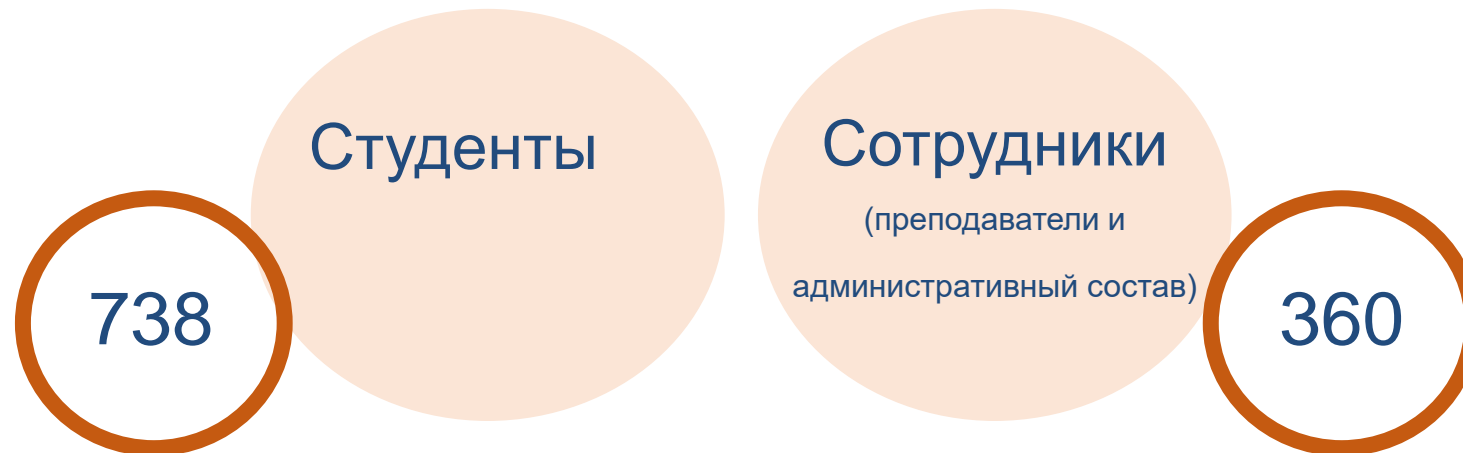 Студенты
738
Сотрудники
(преподаватели и
административный состав)
360